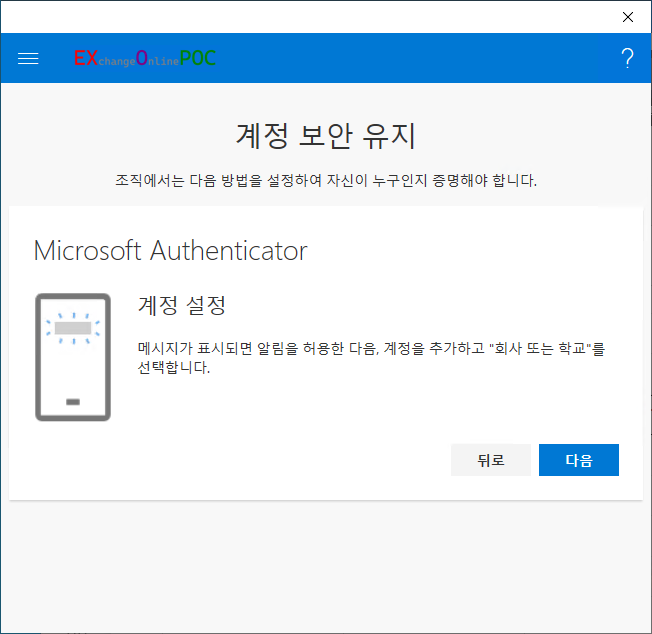 EXchangeOnlinePOC
?
계정 보안 유지
조직에서는 다음 방법을 설정하여 자신이 누구인지 증명해야 합니다.
Microsoft Authenticator
계정 설정
메시지가 표시되면 알림을 허용한 다음, 계정을 추가하고 "회사 또는 학교"를
선택합니다.
뒤로 다음